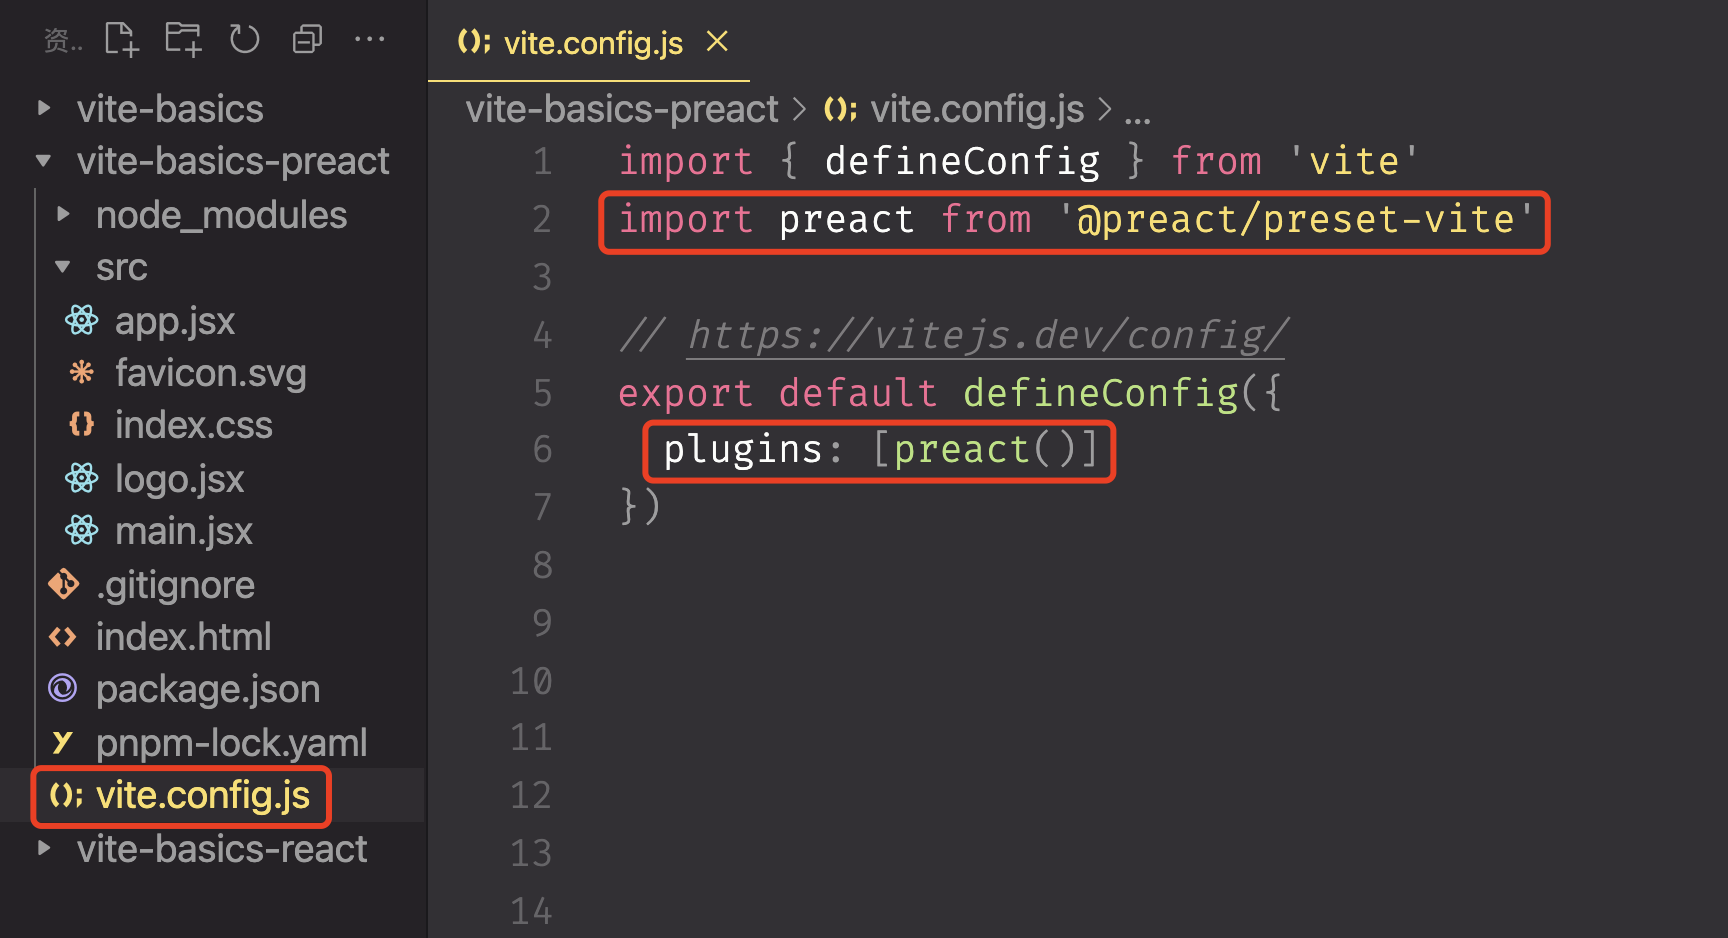 资..
vite-basics
vite-basics-preact
node_modules
src
app.jsx
favicon.svg
index.css
logo.jsx
main.jsx
.gitignore
index.html
package.json
pnpm-lock.yaml
vite.config.js
vite-basics-react
vite.config.js
vite-basics-preact > vite.config.js > ...
1 import { defineConfig } from 'vite'
2 import preact from '@preact/preset-vite'
3
4 // https://vitejs.dev/config/
5 export default defineConfig({
6 plugins: [preact()]
7 })
8
9
10
11
12
13
14